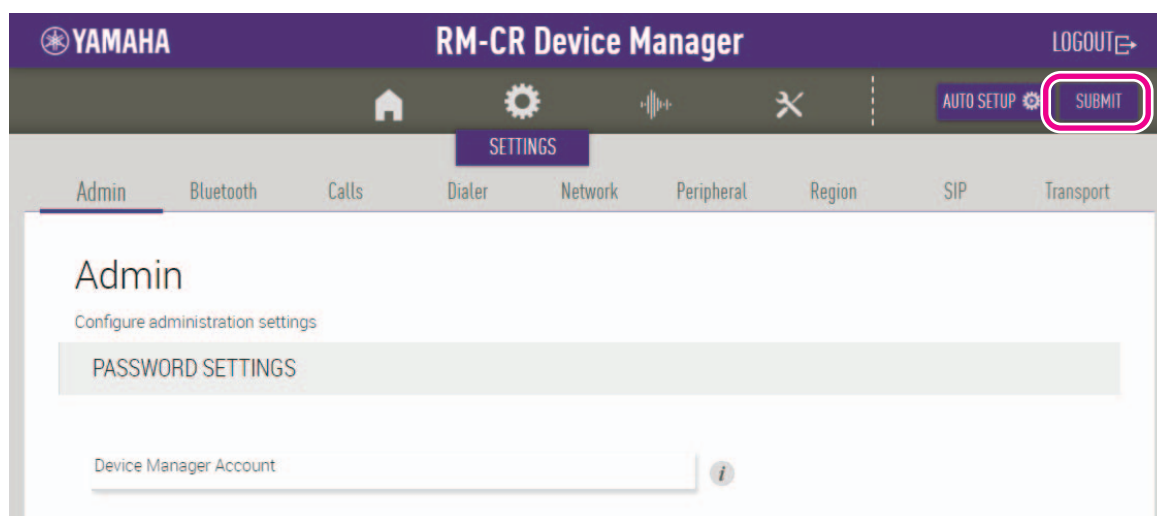 YAMAHA RM-CR Device Manager LOGOUT
AUTO SETUP SUBMIT
SETTINGS
Admin Bluetooth Calls Dialer Network Peripheral Region SIP Transport
Admin
Configure administration settings
PASSWORD SETTINGS
Device Manager Account i